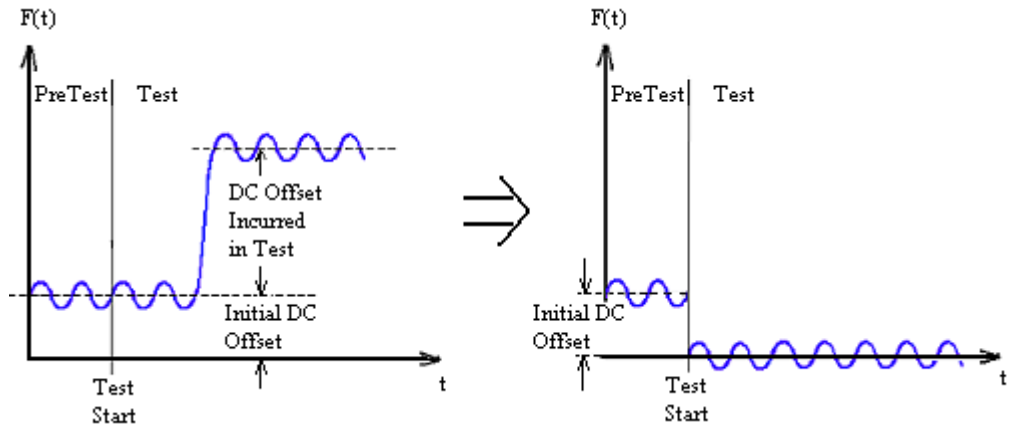 F(t)
PreTest
Test
DC Offset
Incurred
in Test
Initial DC
Offset
t
Test
Start
F(t)
PreTest
Test
Initial DC
Offset
t
Test
Start